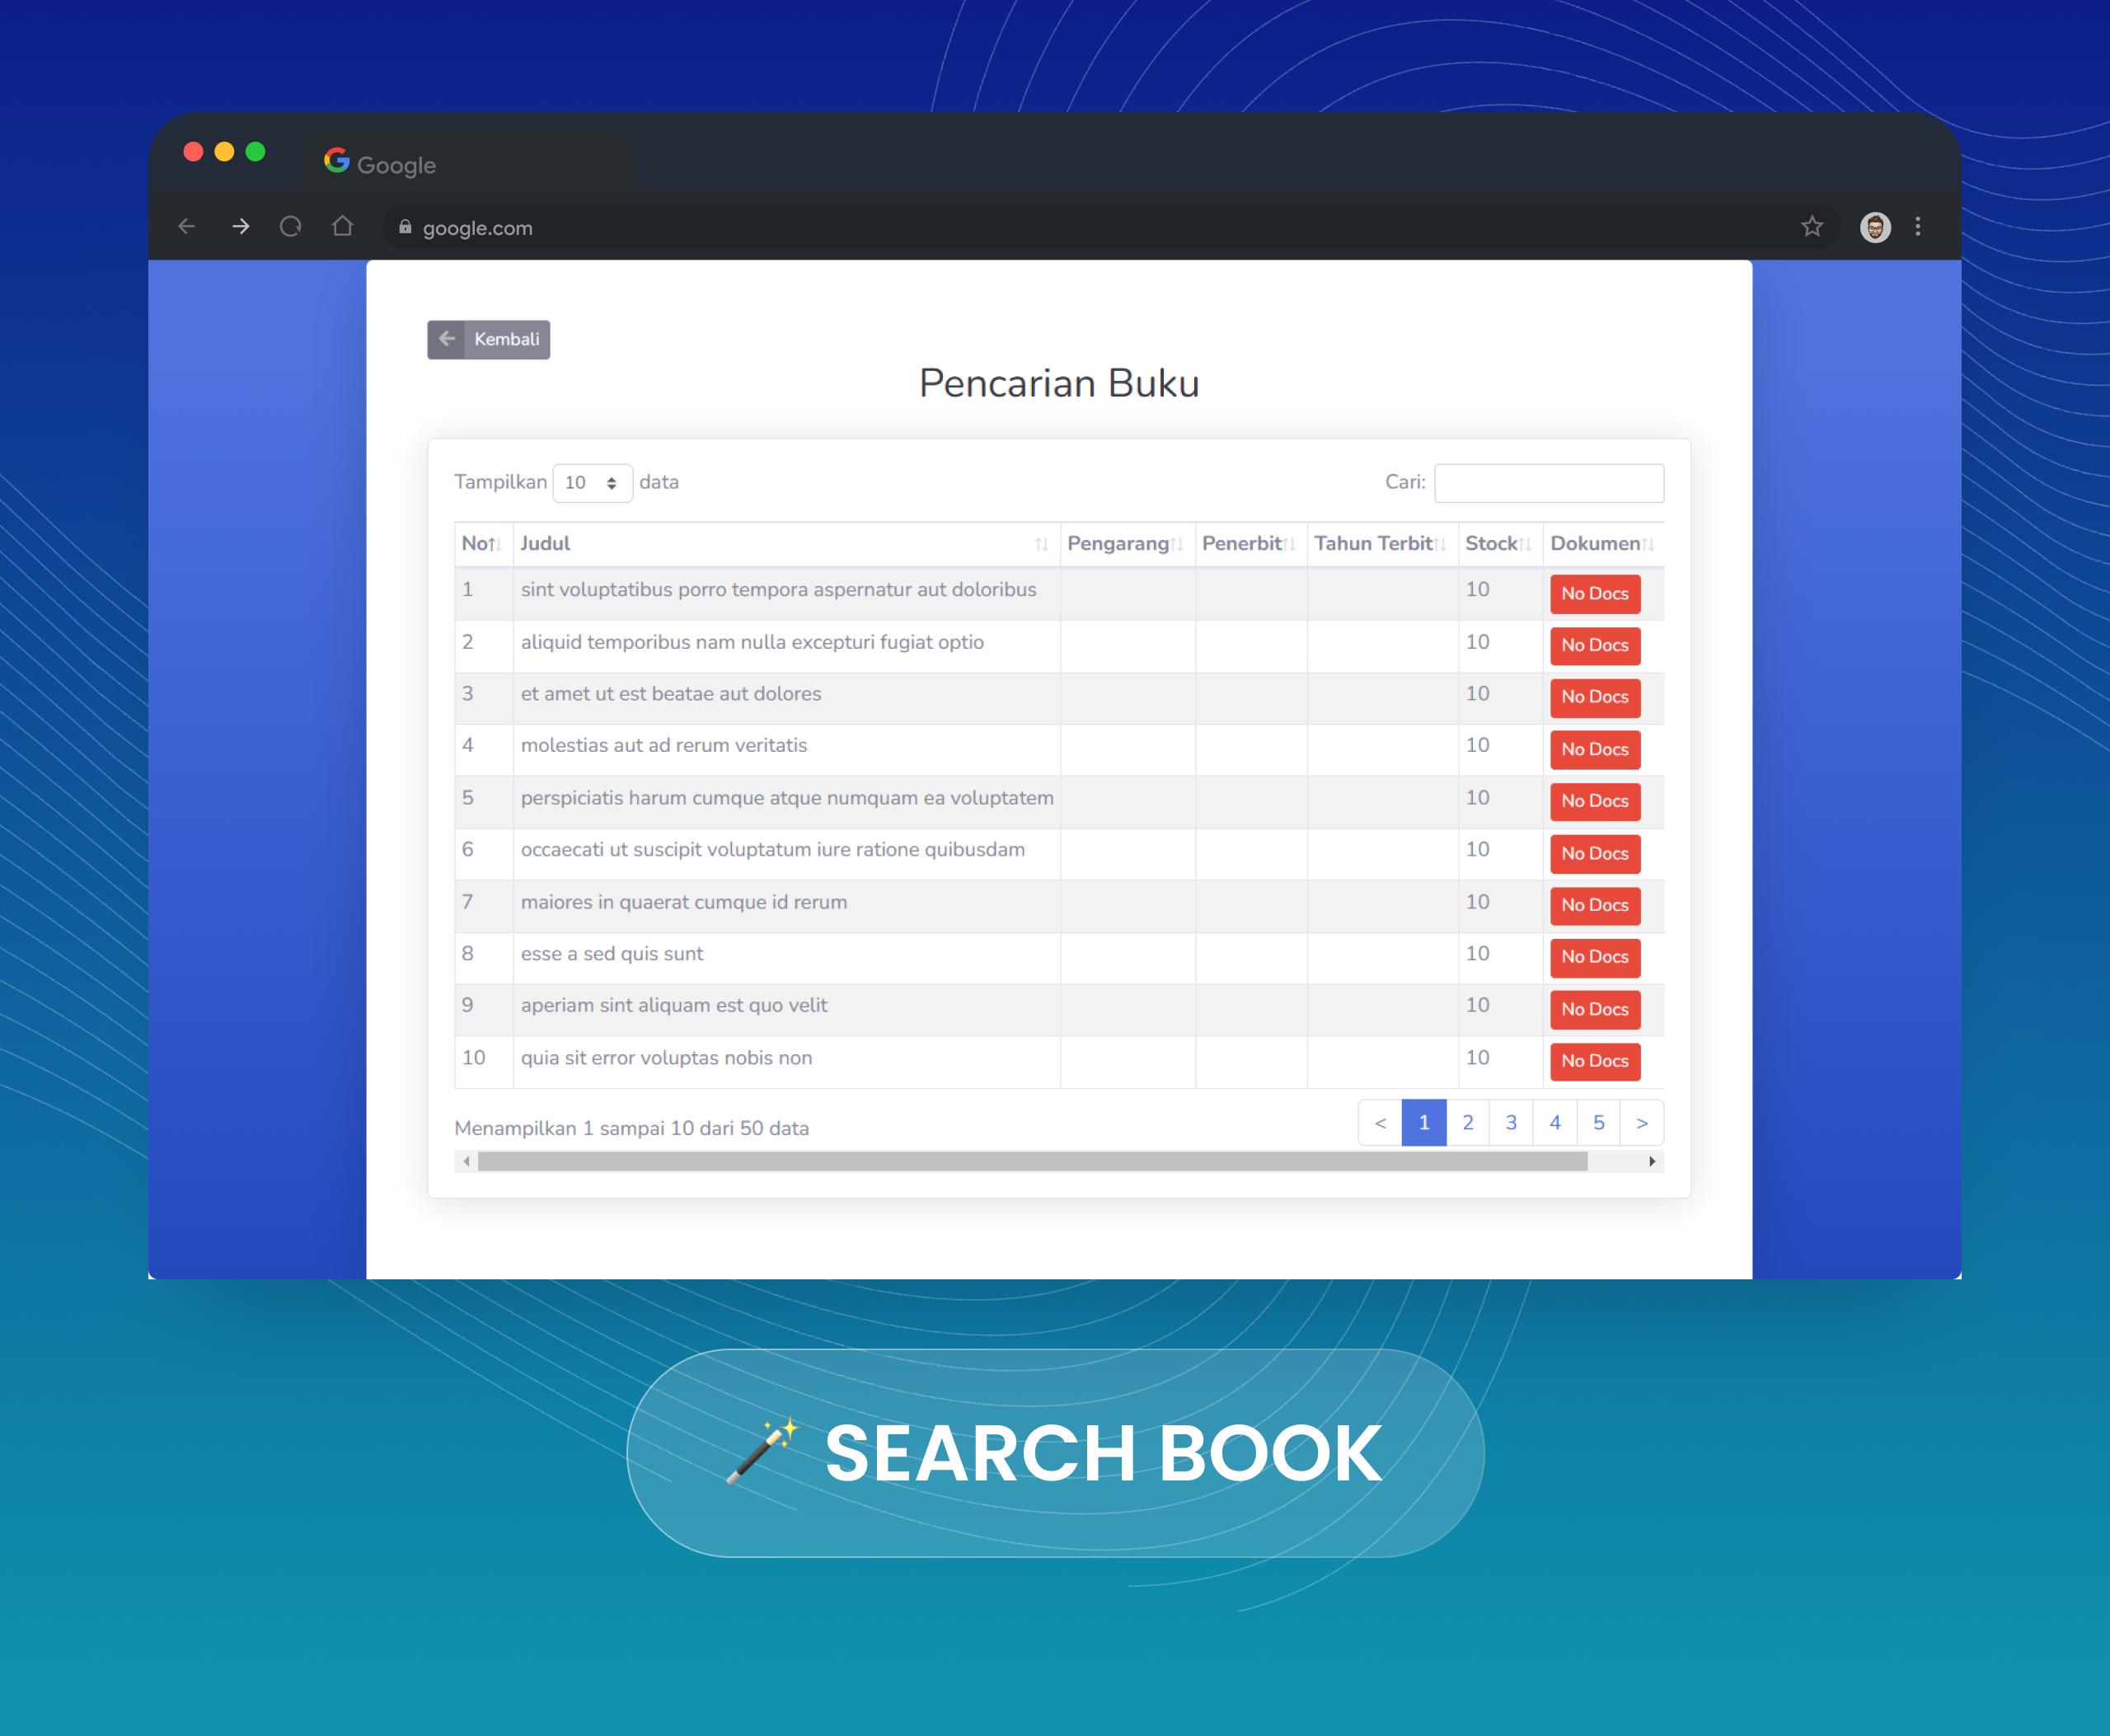 Google
google.com
Kembali
Pencarian Buku
Tampilkan 10 data Cari:
No Judul Pengarang Penerbit Tahun Terbit Stock Dokumen
1 sint voluptatibus porro tempora aspernatur aut doloribus 10 No Docs
2 aliquid temporibus nam nulla excepturi fugiat optio 10 No Docs
3 et amet ut est beatae aut dolores 10 No Docs
4 molestias aut ad rerum veritatis 10 No Docs
5 perspiciatis harum cumque atque numquam ea voluptatem 10 No Docs
6 occaecati ut suscipit voluptatum iure ratione quibusdam 10 No Docs
7 maiores in quaerat cumque id rerum 10 No Docs
8 esse a sed quis sunt 10 No Docs
9 aperiam sint aliquam est quo velit 10 No Docs
10 quia sit error voluptas nobis non 10 No Docs
Menampilkan 1 sampai 10 dari 50 data < 1 2 3 4 5 >
SEARCH BOOK